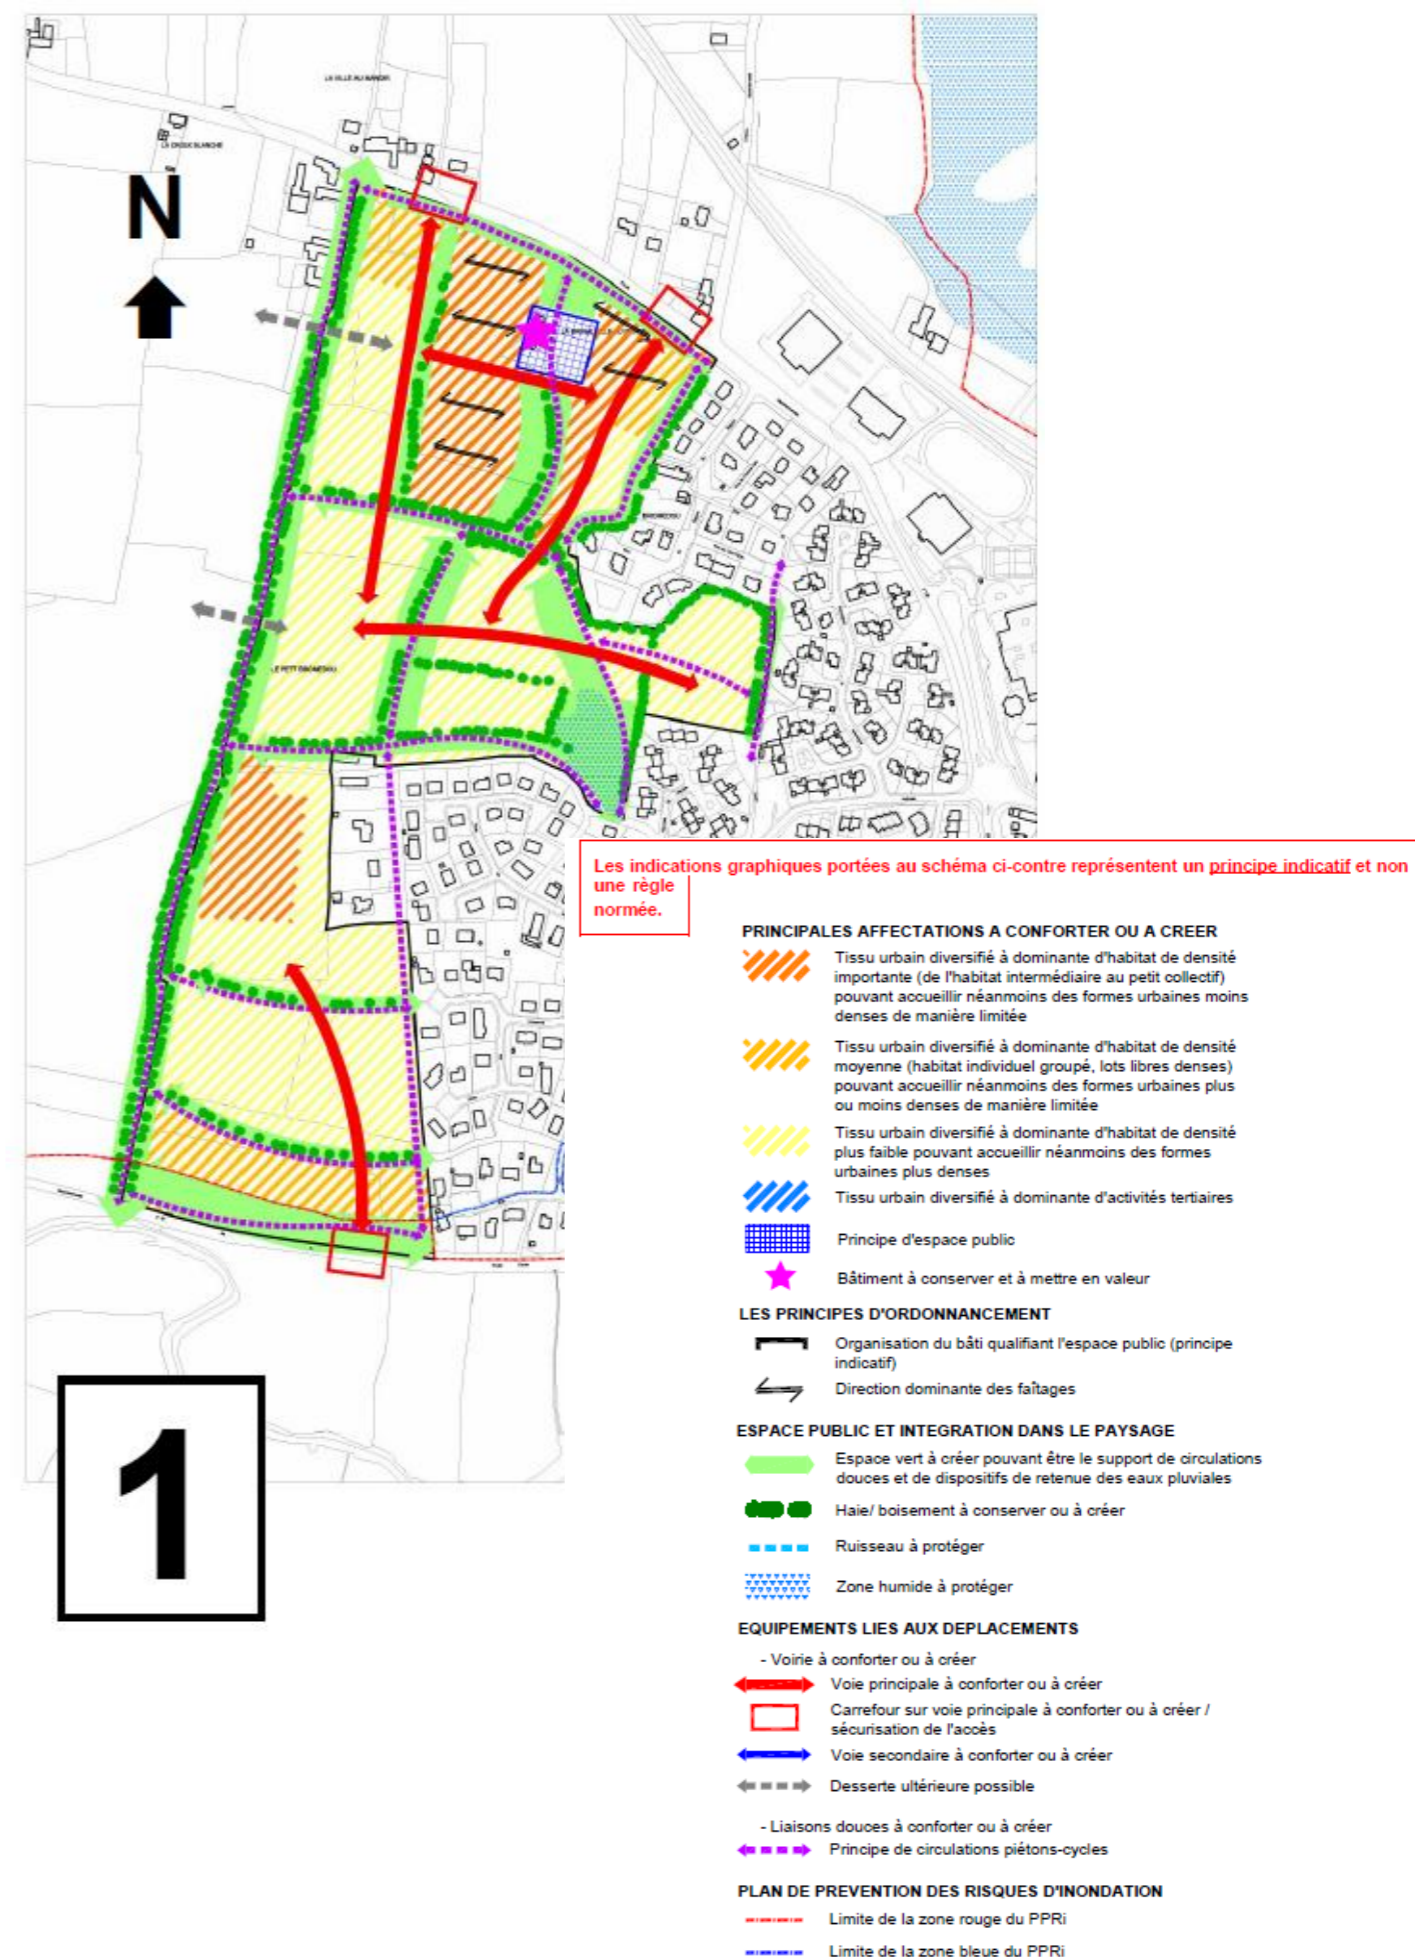 LA VILLE AU MANOIR
LA CROIX BLANCHE
N
LE PETIT BIGNEDOU
1
Les indications graphiques portées au schéma ci-contre représentent un principe indicatif et non
une règle
normée.
PRINCIPALES AFFECTATIONS A CONFORTER OU A CREER
Tissu urbain diversifié à dominante d'habitat de densité
importante (de l'habitat intermédiaire au petit collectif)
pouvant accueillir néanmoins des formes urbaines moins
denses de manière limitée
Tissu urbain diversifié à dominante d'habitat de densité
moyenne (habitat individuel groupé, lots libres denses)
pouvant accueillir néanmoins des formes urbaines plus
ou moins denses de manière limitée
Tissu urbain diversifié à dominante d'habitat de densité
plus faible pouvant accueillir néanmoins des formes
urbaines plus denses
Tissu urbain diversifié à dominante d'activités tertiaires
Principe d'espace public
Bâtiment à conserver et à mettre en valeur
LES PRINCIPES D'ORDONNANCEMENT
Organisation du bâti qualifiant l'espace public (principe
indicatif)
Direction dominante des faîtages
ESPACE PUBLIC ET INTEGRATION DANS LE PAYSAGE
Espace vert à créer pouvant être le support de circulations
douces et de dispositifs de retenue des eaux pluviales
Haie/ boisement à conserver ou à créer
Ruisseau à protéger
Zone humide à protéger
EQUIPEMENTS LIES AUX DEPLACEMENTS
- Voirie à conforter ou à créer
Voie principale à conforter ou à créer
Carrefour sur voie principale à conforter ou à créer /
sécurisation de l'accès
Voie secondaire à conforter ou à créer
Desserte ultérieure possible
- Liaisons douces à conforter ou à créer
Principe de circulations piétons-cycles
PLAN DE PREVENTION DES RISQUES D'INONDATION
Limite de la zone rouge du PPRi
Limite de la zone bleue du PPRi